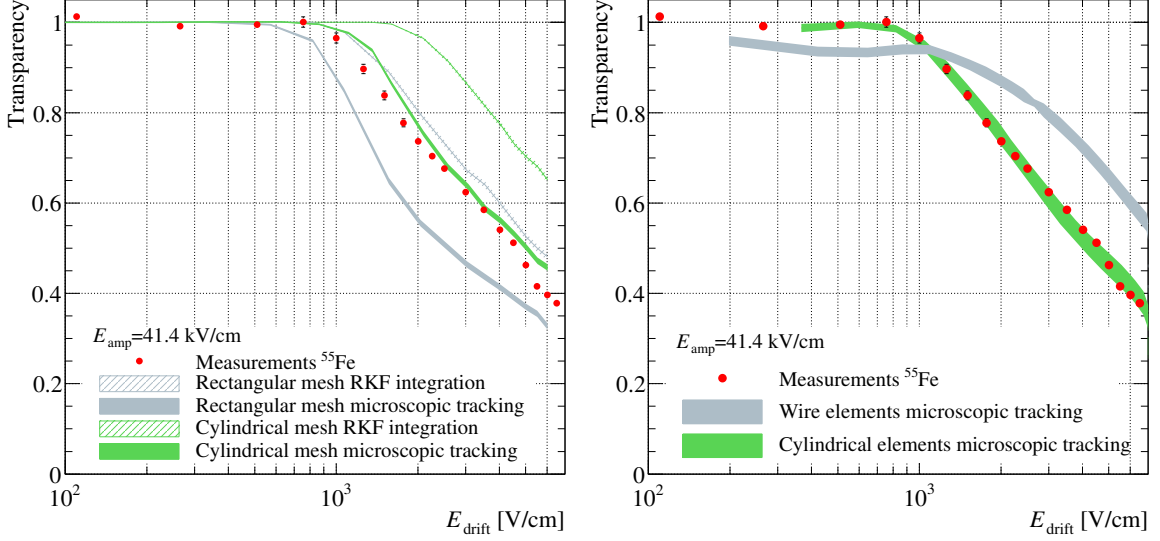 Transparency
1
0.8
0.6
0.4
0.2
0
E_amp=41.4 kV/cm
Measurements ⁵⁵Fe
Rectangular mesh RKF integration
Rectangular mesh microscopic tracking
Cylindrical mesh RKF integration
Cylindrical mesh microscopic tracking
10² 10³
E_drift [V/cm]
Transparency
1
0.8
0.6
0.4
0.2
0
E_amp=41.4 kV/cm
Measurements ⁵⁵Fe
Wire elements microscopic tracking
Cylindrical elements microscopic tracking
10² 10³
E_drift [V/cm]